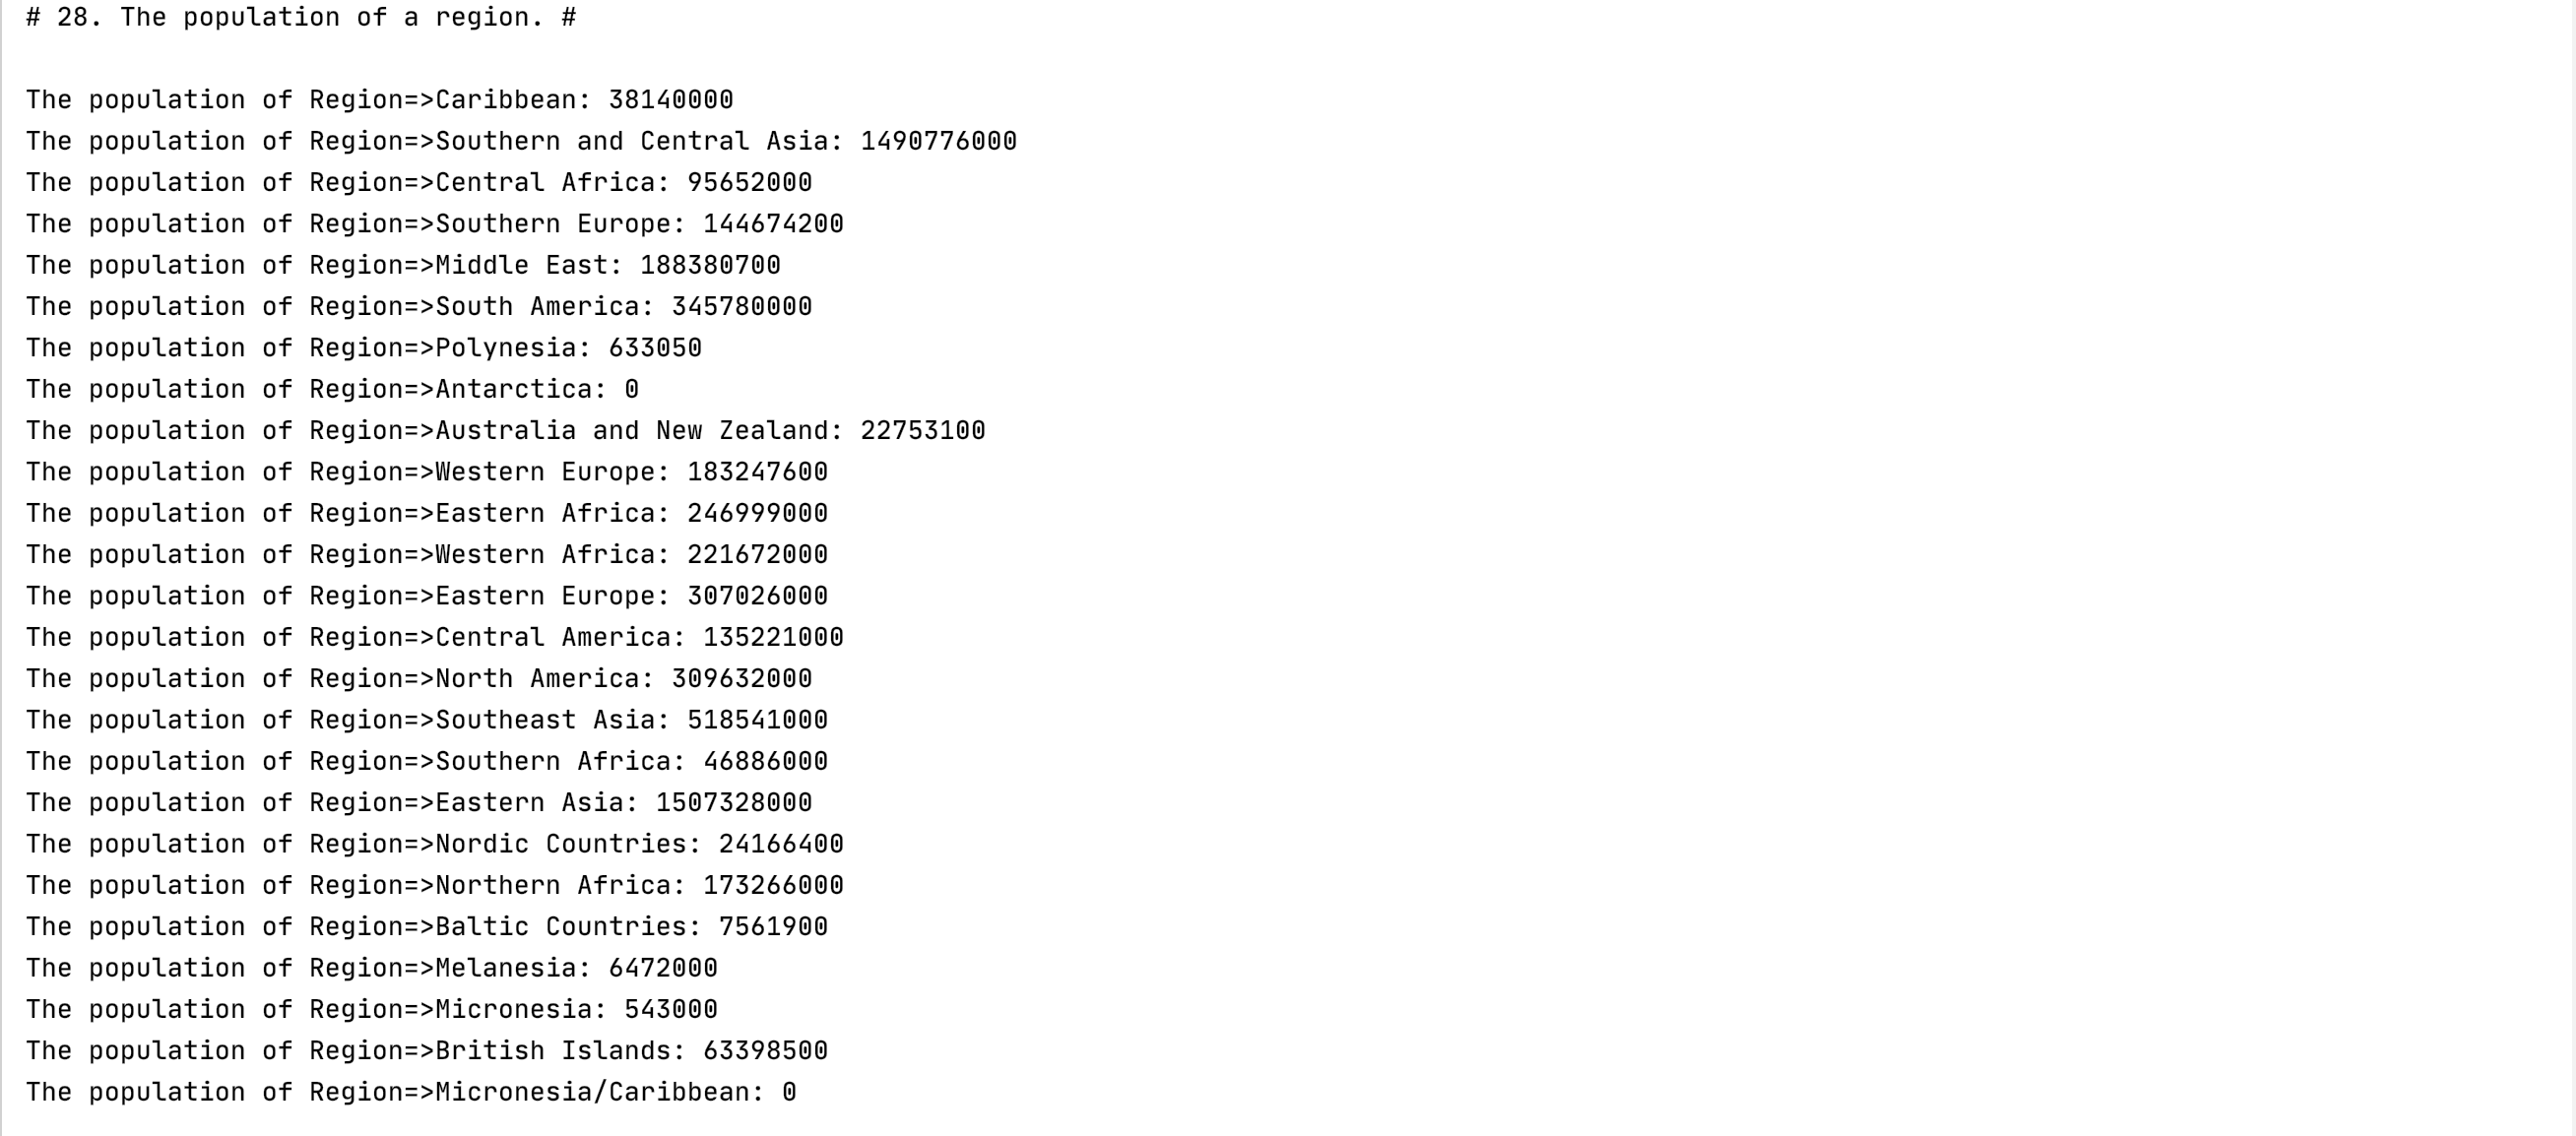 # 28. The population of a region. #
The population of Region=>Caribbean: 38140000
The population of Region=>Southern and Central Asia: 1490776000
The population of Region=>Central Africa: 95652000
The population of Region=>Southern Europe: 144674200
The population of Region=>Middle East: 188380700
The population of Region=>South America: 345780000
The population of Region=>Polynesia: 633050
The population of Region=>Antarctica: 0
The population of Region=>Australia and New Zealand: 22753100
The population of Region=>Western Europe: 183247600
The population of Region=>Eastern Africa: 246999000
The population of Region=>Western Africa: 221672000
The population of Region=>Eastern Europe: 307026000
The population of Region=>Central America: 135221000
The population of Region=>North America: 309632000
The population of Region=>Southeast Asia: 518541000
The population of Region=>Southern Africa: 46886000
The population of Region=>Eastern Asia: 1507328000
The population of Region=>Nordic Countries: 24166400
The population of Region=>Northern Africa: 173266000
The population of Region=>Baltic Countries: 7561900
The population of Region=>Melanesia: 6472000
The population of Region=>Micronesia: 543000
The population of Region=>British Islands: 63398500
The population of Region=>Micronesia/Caribbean: 0